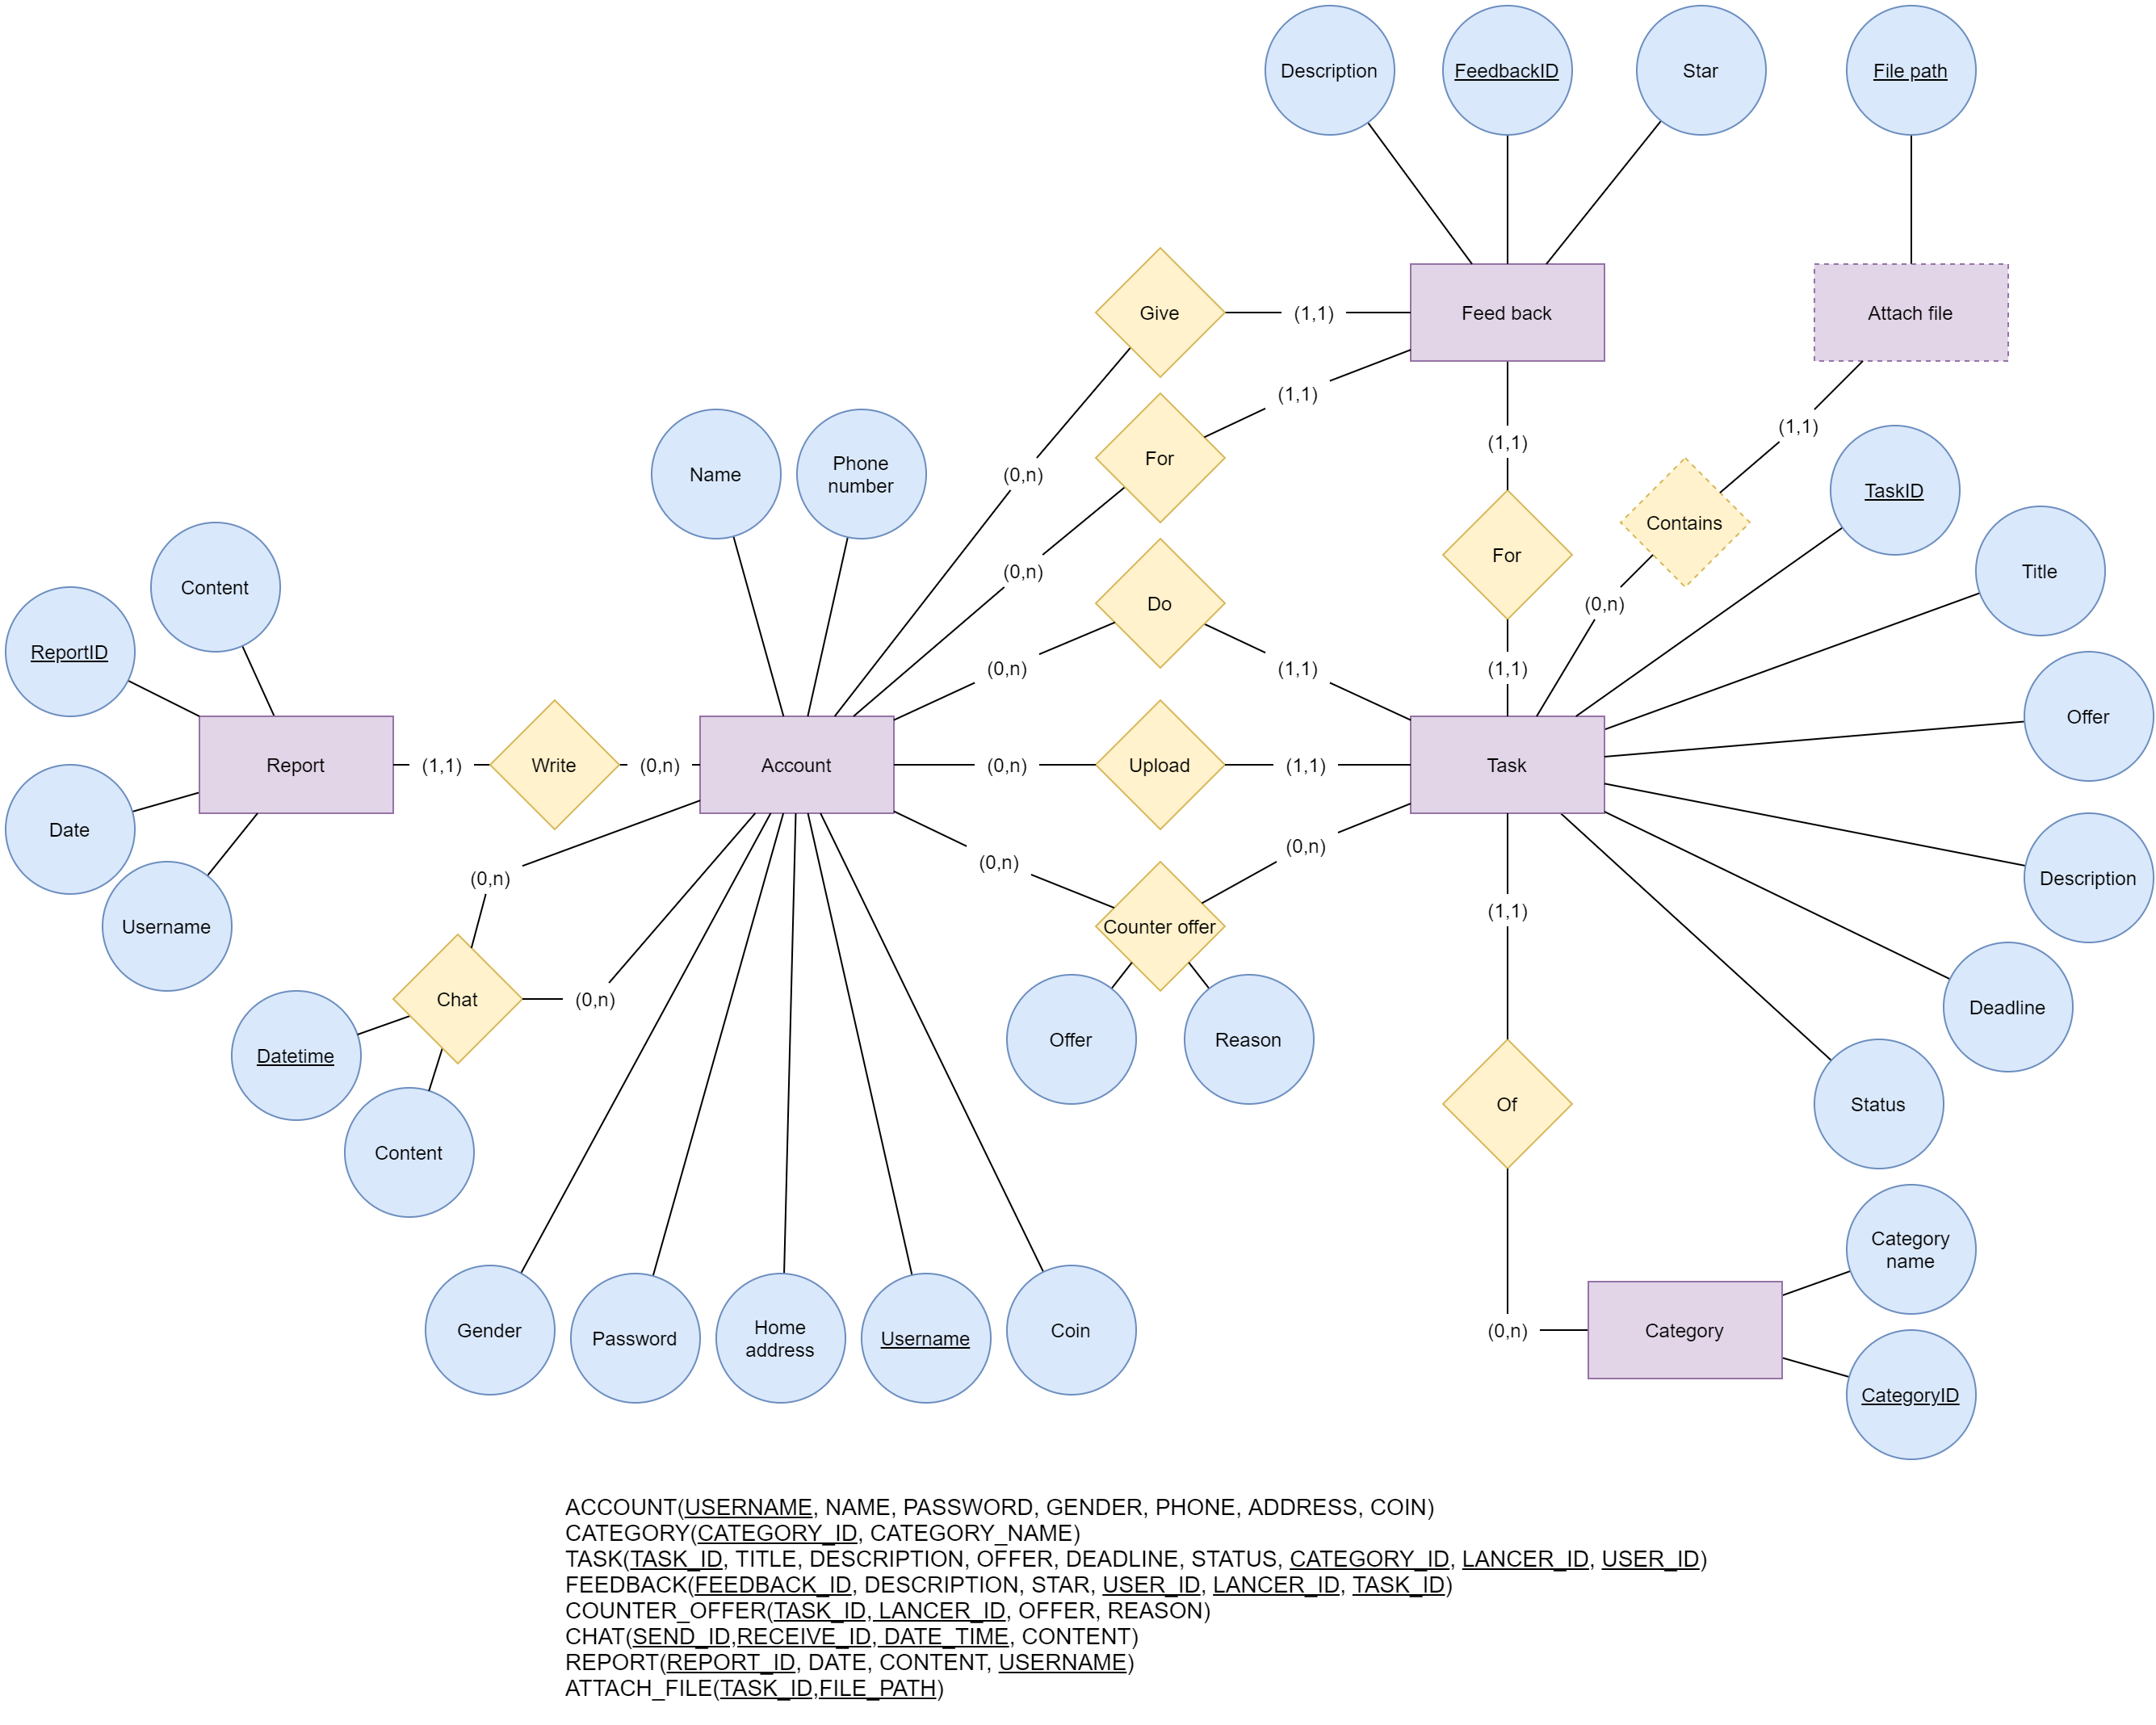 Description
FeedbackID
Star
File path
Give
(1,1)
Feed back
Attach file
(1,1)
For
(1,1)
(1,1)
Name
Phone
number
(0,n)
TaskID
Contains
For
Title
(0,n)
Content
Do
(0,n)
ReportID
(0,n)
(1,1)
(1,1)
Offer
Report
(1,1)
Write
(0,n)
Account
(0,n)
Upload
(1,1)
Task
Date
(0,n)
(0,n)
(0,n)
Description
(1,1)
Username
Counter offer
Chat
(0,n)
Deadline
Datetime
Offer
Reason
Of
Status
Content
Category
name
Gender
Password
Home
address
Username
Coin
(0,n)
Category
CategoryID
ACCOUNT(USERNAME, NAME, PASSWORD, GENDER, PHONE, ADDRESS, COIN)
CATEGORY(CATEGORY_ID, CATEGORY_NAME)
TASK(TASK_ID, TITLE, DESCRIPTION, OFFER, DEADLINE, STATUS, CATEGORY_ID, LANCER_ID, USER_ID)
FEEDBACK(FEEDBACK_ID, DESCRIPTION, STAR, USER_ID, LANCER_ID, TASK_ID)
COUNTER_OFFER(TASK_ID, LANCER_ID, OFFER, REASON)
CHAT(SEND_ID,RECEIVE_ID, DATE_TIME, CONTENT)
REPORT(REPORT_ID, DATE, CONTENT, USERNAME)
ATTACH_FILE(TASK_ID,FILE_PATH)